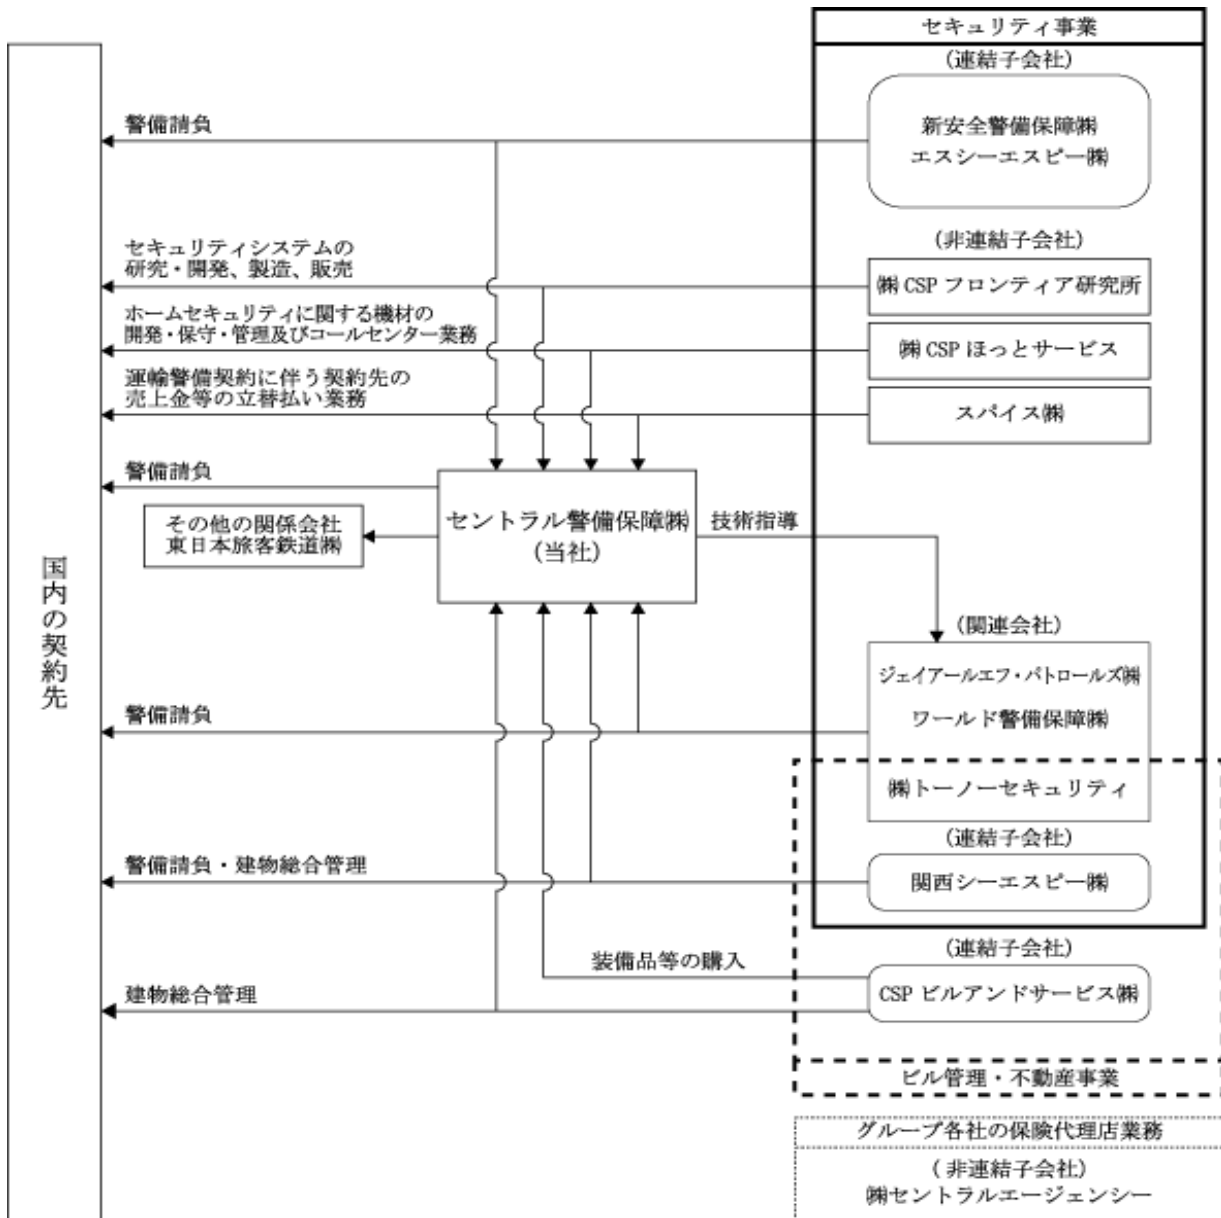 セキュリティ事業
(連結子会社)
新安全警備保障㈱
エスシーエスピー㈱
警備請負
(非連結子会社)
セキュリティシステムの
研究・開発、製造、販売
㈱CSPフロンティア研究所
ホームセキュリティに関する機材の
開発・保守・管理及びコールセンター業務
㈱CSPほっとサービス
運輸警備契約に伴う契約先の
売上金等の立替払い業務
スパイス㈱
警備請負
その他の関係会社
東日本旅客鉄道㈱
セントラル警備保障㈱
(当社)
技術指導
国内の契約先
(関連会社)
ジェイアールエフ・パトロールズ㈱
ワールド警備保障㈱
警備請負
㈱トーノーセキュリティ
(連結子会社)
警備請負・建物総合管理
関西シーエスピー㈱
(連結子会社)
装備品等の購入
CSPビルアンドサービス㈱
建物総合管理
ビル管理・不動産事業
グループ各社の保険代理店業務
(非連結子会社)
㈱セントラルエージェンシー